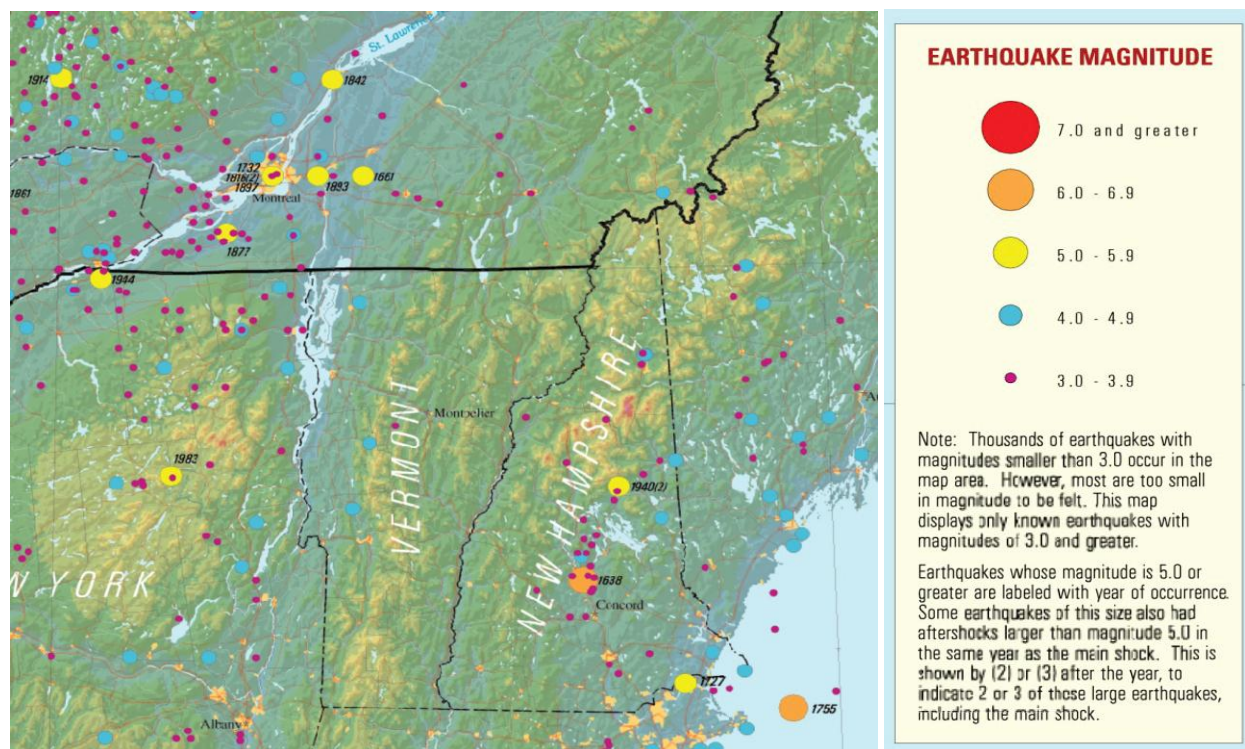 St. Lawrence
1914
1842
1732
1816(2)
1897
1893
1661
1861
Montreal
1877
1944
NEW HAMPSHIRE
VERMONT
Montpelier
1983
1940(2)
W YORK
1638
Concord
1727
1755
Albany
EARTHQUAKE MAGNITUDE
7.0 and greater
6.0 - 6.9
5.0 - 5.9
4.0 - 4.9
3.0 - 3.9
Note: Thousands of earthquakes with
magnitudes smaller than 3.0 occur in the
map area. However, most are too small
in magnitude to be felt. This map
displays only known earthquakes with
magnitudes of 3.0 and greater.
Earthquakes whose magnitude is 5.0 or
greater are labeled with year of occurrence.
Some earthquakes of this size also had
aftershocks larger than magnitude 5.0 in
the same year as the main shock. This is
shown by (2) or (3) after the year, to
indicate 2 or 3 of those large earthquakes,
including the main shock.